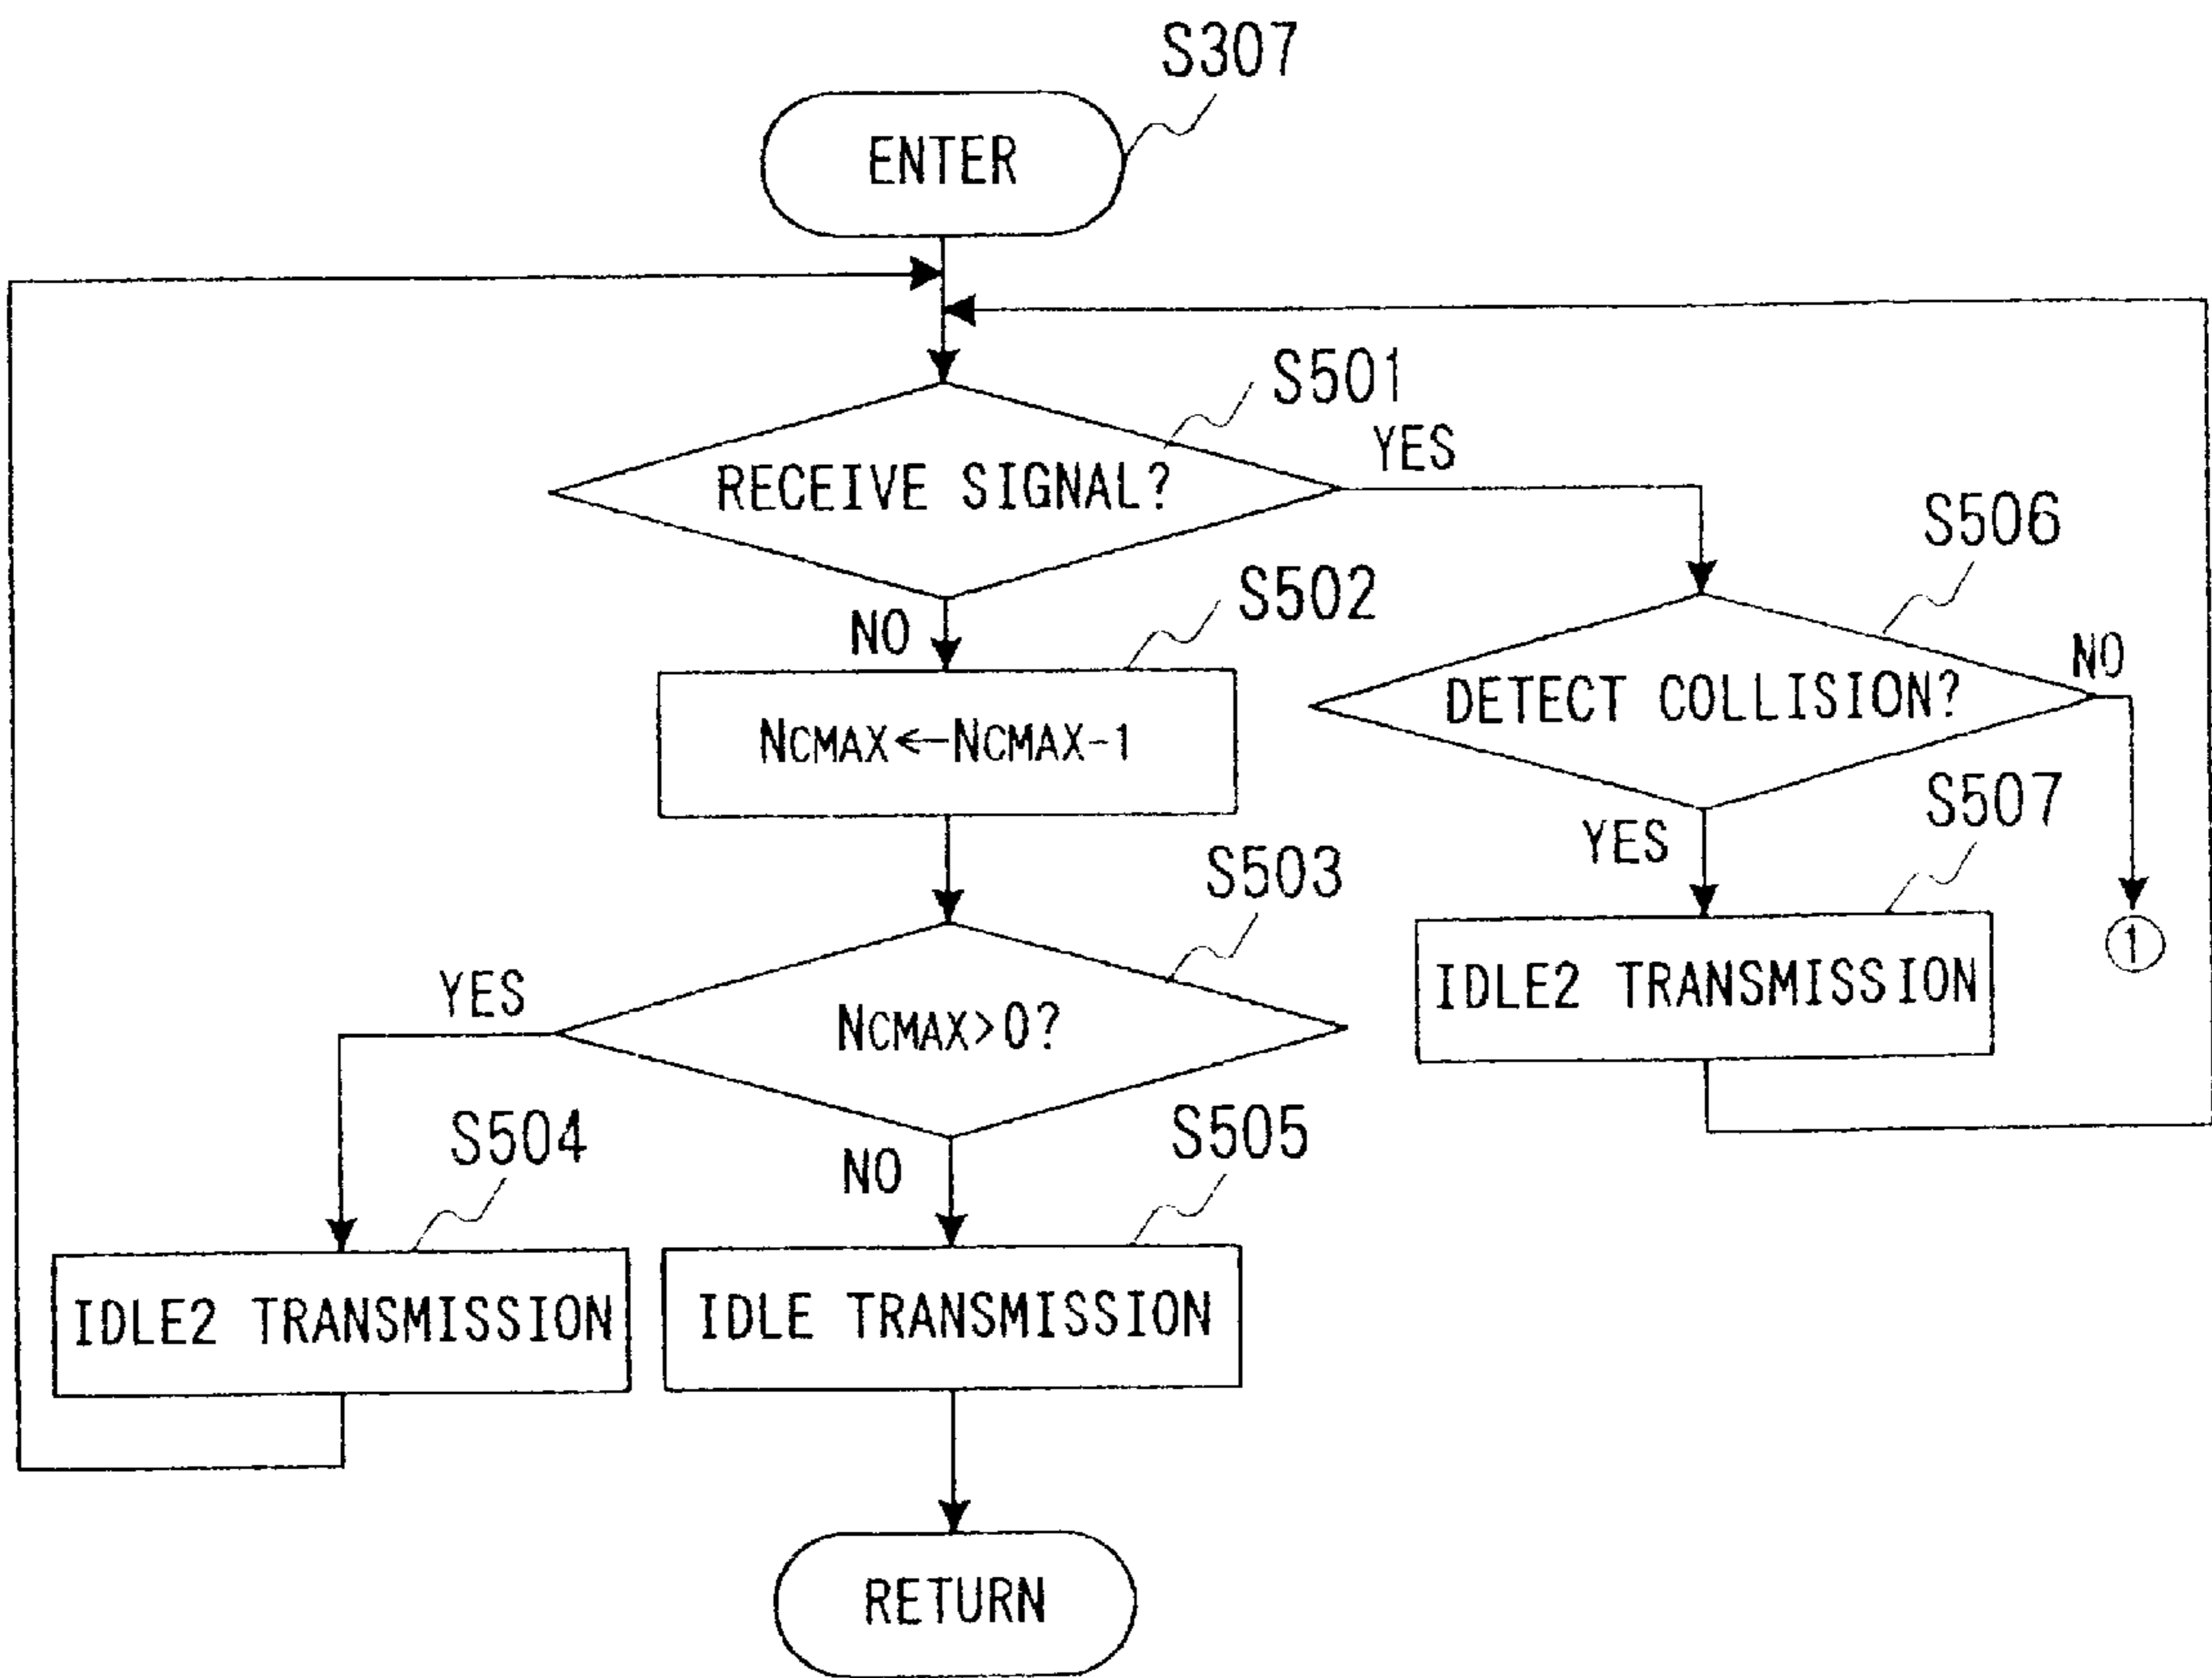 S307
ENTER
S501
RECEIVE SIGNAL?
YES
S506
NO
S502
DETECT COLLISION?
NO
NCMAX←NCMAX-1
S507
YES
S503
1
IDLE2 TRANSMISSION
YES
NCMAX>0?
S504
NO
S505
IDLE2 TRANSMISSION
IDLE TRANSMISSION
RETURN